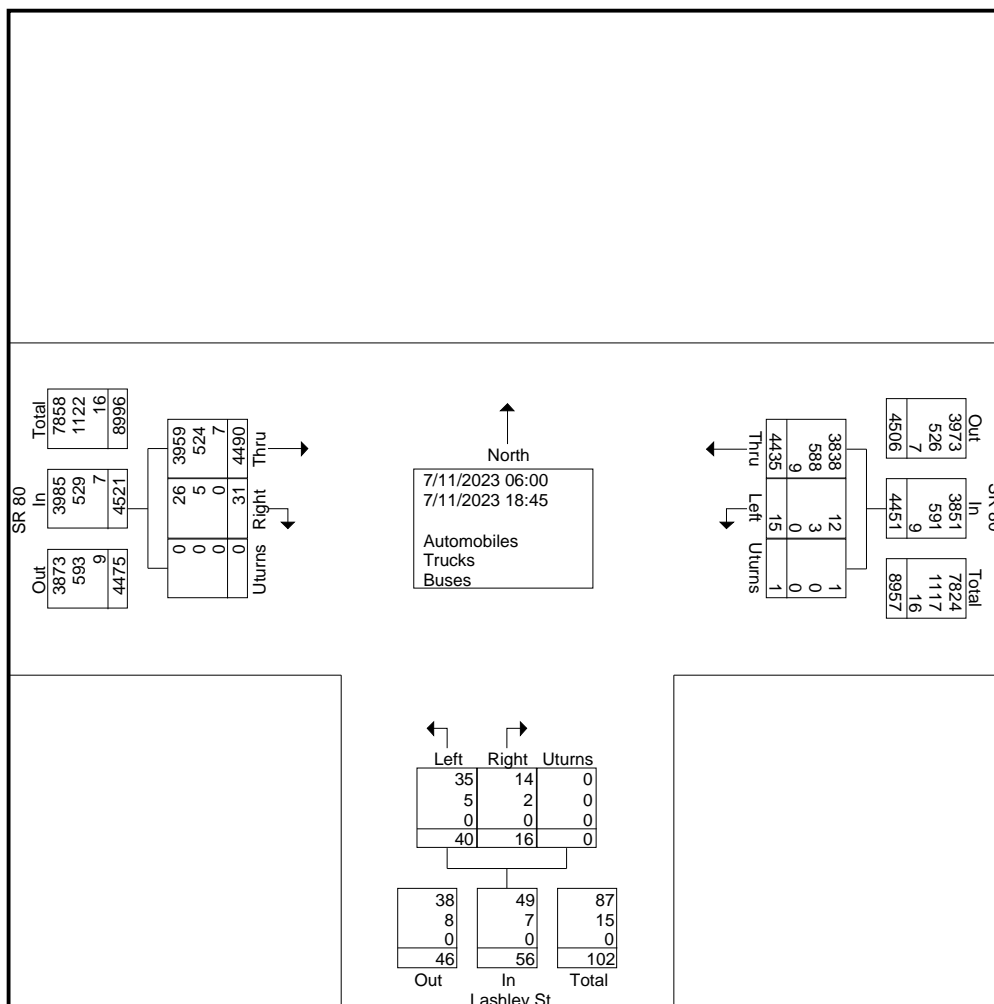 North
7/11/2023 06:00
7/11/2023 18:45
Automobiles
Trucks
Buses
SR 80
Total
7858
1122
16
8996
In
3985
529
7
4521
Out
3873
593
9
4475
Thru
3959
524
7
4490
Right
26
5
0
31
Uturns
0
0
0
0
Thru
3838
588
9
4435
Left
12
3
0
15
Uturns
1
0
0
1
Out
3973
526
7
4506
In
3851
591
9
4451
Total
7824
1117
16
8957
SR 80
Left Right Uturns
35 14 0
5 2 0
0 0 0
40 16 0
38 49 87
8 7 15
0 0 0
46 56 102
Out In Total
Lashley St